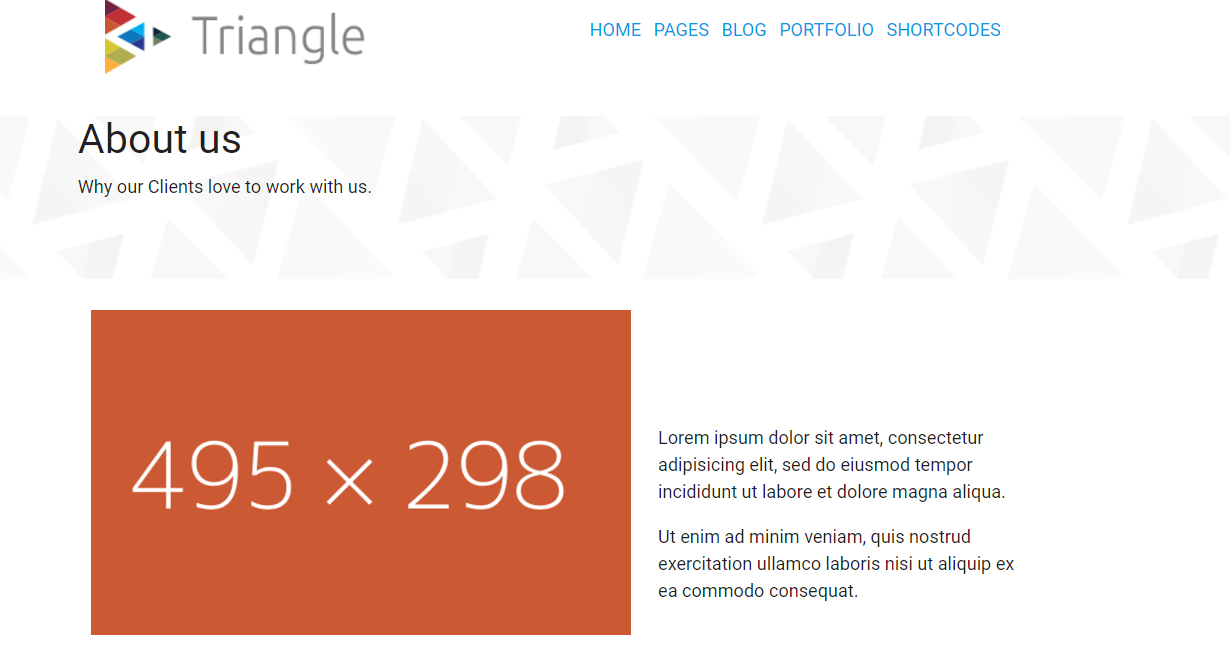 Triangle
HOME PAGES BLOG PORTFOLIO SHORTCODES
About us
Why our Clients love to work with us.
495 × 298
Lorem ipsum dolor sit amet, consectetur
adipisicing elit, sed do eiusmod tempor
incididunt ut labore et dolore magna aliqua.
Ut enim ad minim veniam, quis nostrud
exercitation ullamco laboris nisi ut aliquip ex
ea commodo consequat.